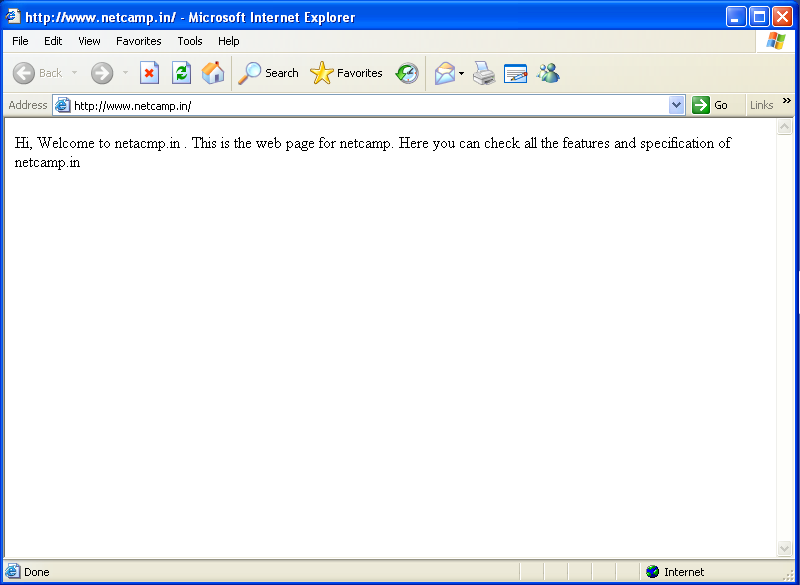 http://www.netcamp.in/ - Microsoft Internet Explorer
File Edit View Favorites Tools Help
Back Search Favorites
Address http://www.netcamp.in/ Go Links »
Hi, Welcome to netacmp.in . This is the web page for netcamp. Here you can check all the features and specification of
netcamp.in
Done Internet